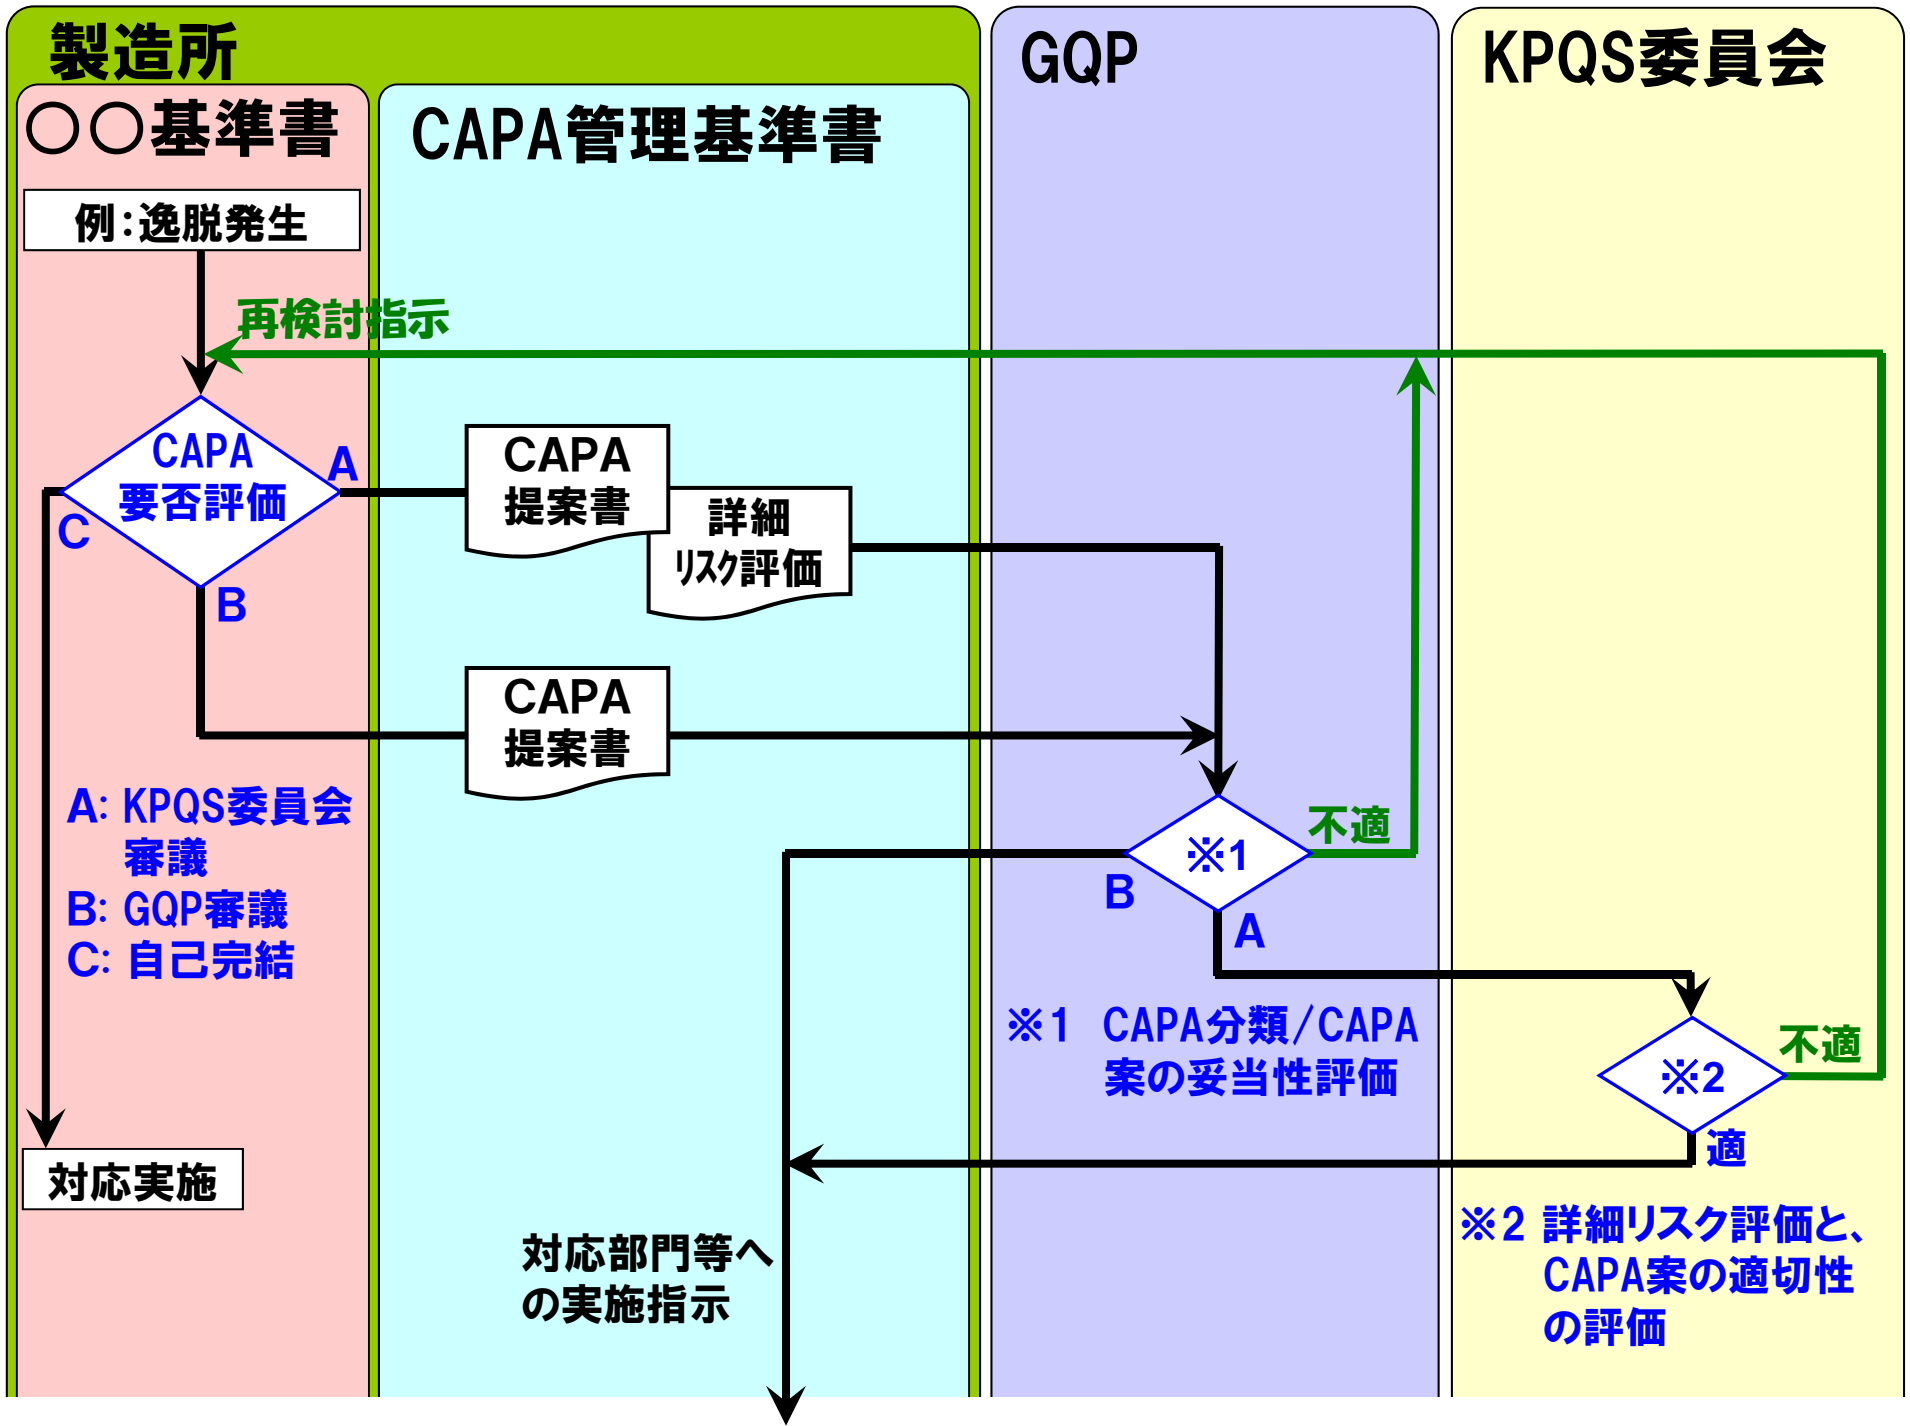 製造所
GQP
KPQS委員会
〇〇基準書
CAPA管理基準書
例：逸脱発生
再検討指示
CAPA
要否評価
A
C
B
CAPA
提案書
詳細
ﾘｽｸ評価
CAPA
提案書
A: KPQS委員会
審議
B: GQP審議
C: 自己完結
※1
不適
B
A
※1 CAPA分類/CAPA
案の妥当性評価
※2
不適
適
対応実施
※2 詳細リスク評価と、
CAPA案の適切性
の評価
対応部門等へ
の実施指示